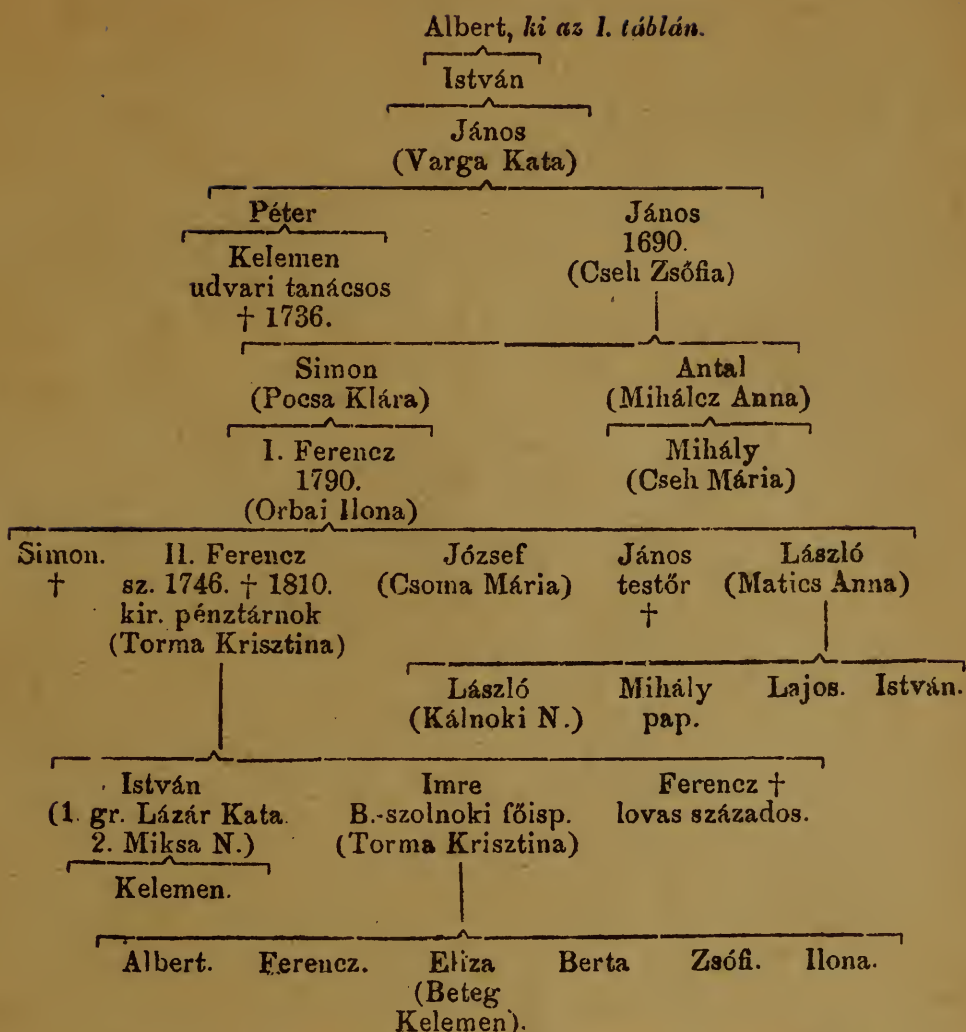 Albert, ki az I. táblán.
István
János
(Varga Kata)
Péter János
1690.
Kelemen (Cseh Zsófia)
udvari tanácsos
† 1736.
Simon Antal
(Pocsa Klára) (Mihálcz Anna)
I. Ferencz Mihály
1790. (Cseh Mária)
(Orbai Ilona)
Simon. II. Ferencz József János László
† sz. 1746. † 1810. (Csoma Mária) testőr (Matics Anna)
kir. pénztárnok †
(Torma Krisztina)
László Mihály Lajos. István.
(Kálnoki N.) pap.
István Imre Ferencz †
(1. gr. Lázár Kata B.-szolnoki főisp. lovas százados.
2. Miksa N.) (Torma Krisztina)
Kelemen.
Albert. Ferencz. Eliza Berta Zsófi. Ilona.
(Beteg
Kelemen).